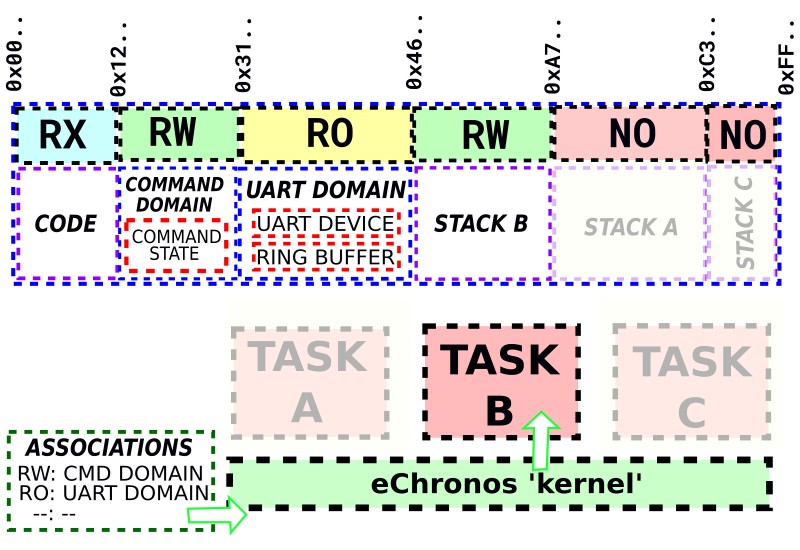 0x00.. 0x12.. 0x31.. 0x46.. 0xA7.. 0xC3.. 0xFF..
RX RW RO RW NO NO
CODE
COMMAND
DOMAIN
COMMAND
STATE
UART DOMAIN
UART DEVICE
RING BUFFER
STACK B
STACK A
STACK C
TASK
A
TASK
B
TASK
C
ASSOCIATIONS
RW: CMD DOMAIN
RO: UART DOMAIN
--: --
eChronos 'kernel'